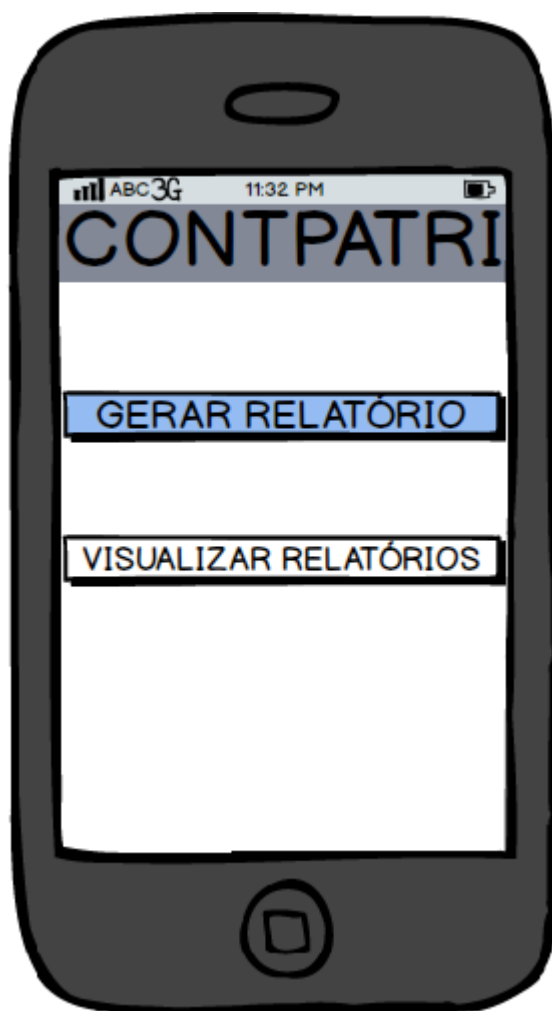 ABC 3G 11:32 PM
CONTPATRI
GERAR RELATÓRIO
VISUALIZAR RELATÓRIOS